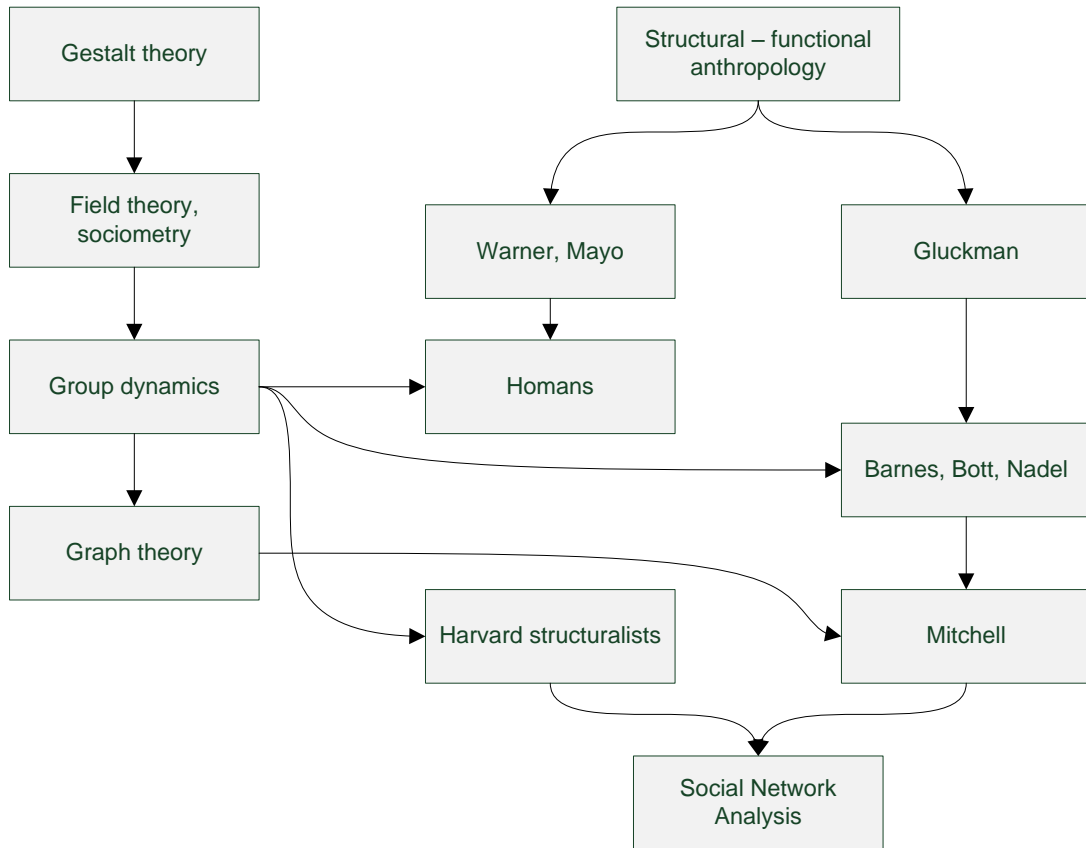 Gestalt theory
Structural – functional
anthropology
Field theory,
sociometry
Warner, Mayo
Gluckman
Group dynamics
Homans
Barnes, Bott, Nadel
Graph theory
Harvard structuralists
Mitchell
Social Network
Analysis